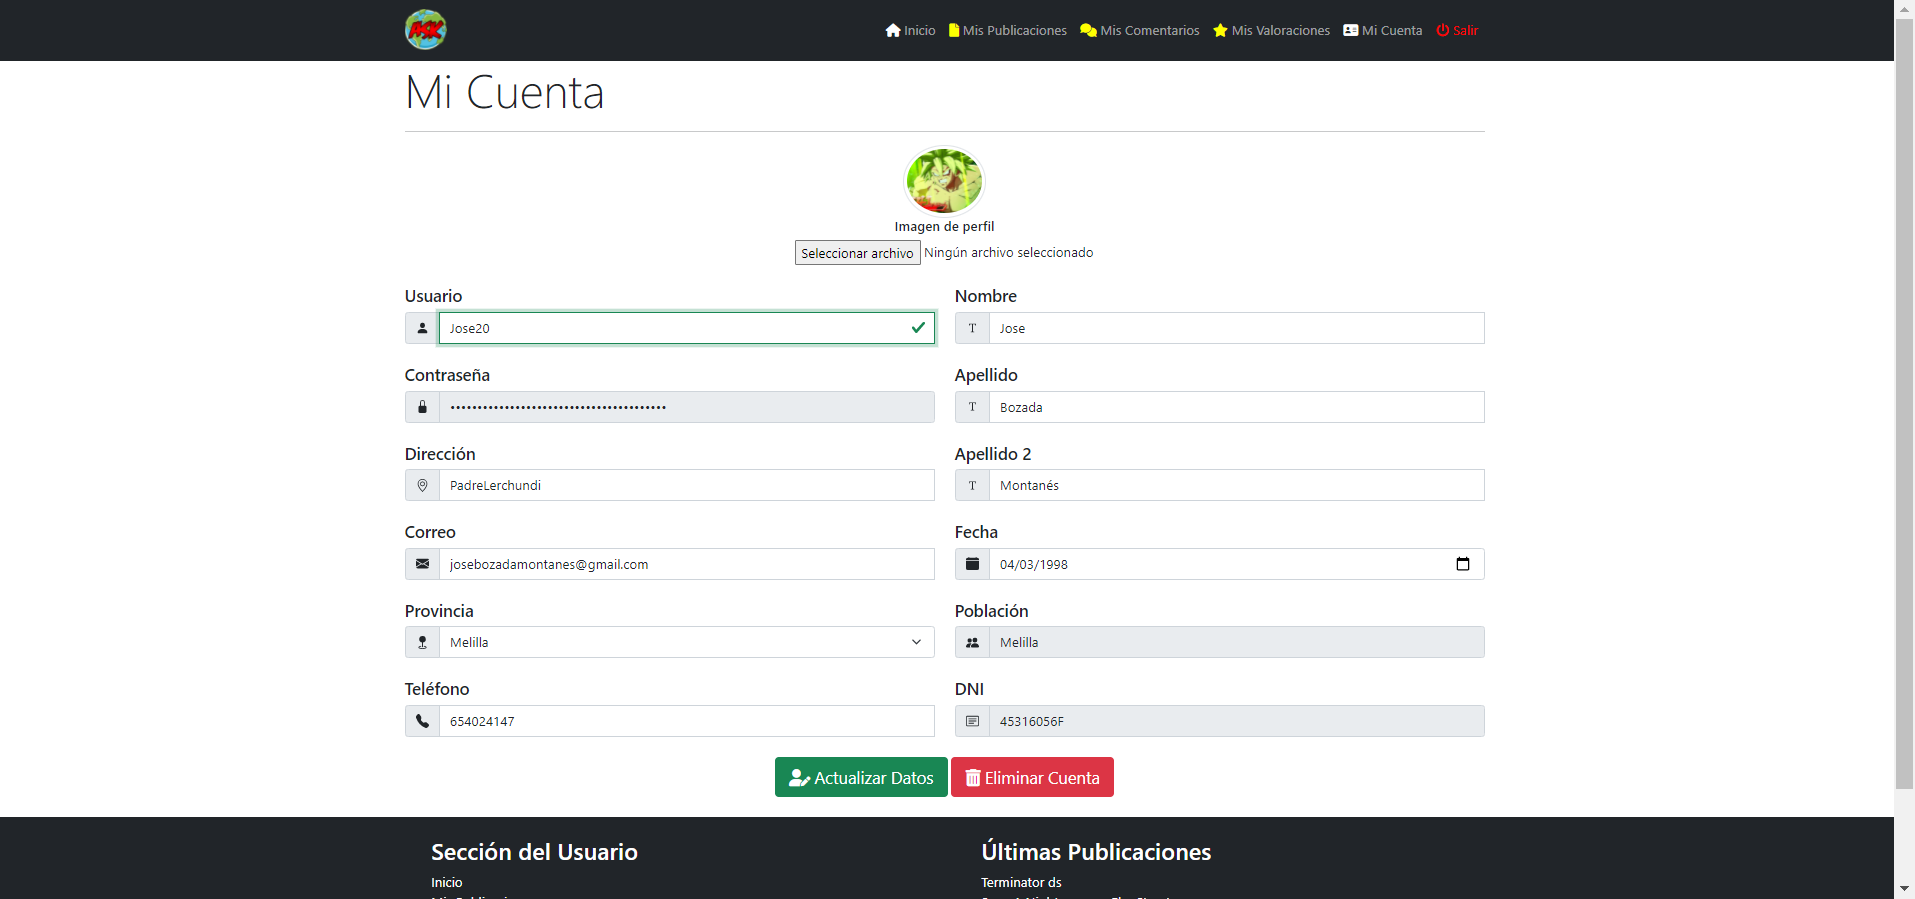 ASK
Inicio Mis Publicaciones Mis Comentarios Mis Valoraciones Mi Cuenta Salir
Mi Cuenta
Imagen de perfil
Seleccionar archivo Ningún archivo seleccionado
Usuario
Jose20
Nombre
T Jose
Contraseña
••••••••••••••••••••••••••••••••••••••••
Apellido
T Bozada
Dirección
PadreLerchundi
Apellido 2
T Montanés
Correo
josebozadamontanes@gmail.com
Fecha
04/03/1998
Provincia
Melilla
Población
Melilla
Teléfono
654024147
DNI
45316056F
Actualizar Datos Eliminar Cuenta
Sección del Usuario
Inicio
Últimas Publicaciones
Terminator ds